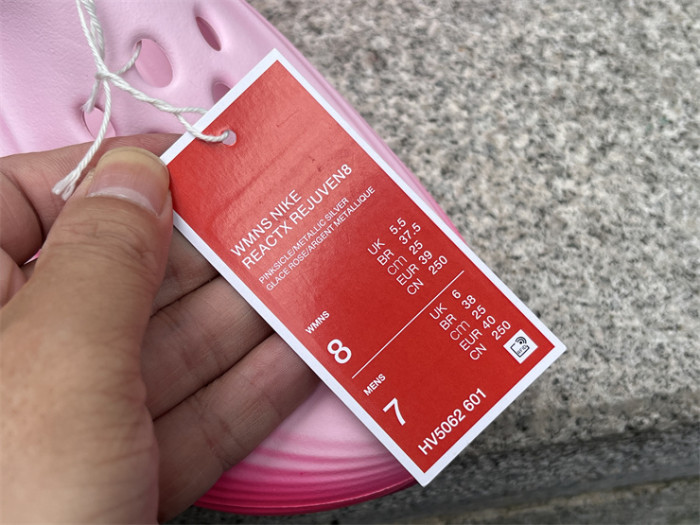 WMNS NIKE
REACTX REJUVEN8
PINKSICLE/METALLIC SILVER
GLACE ROSE/ARGENT METALLIQUE
WMNS
8
UK 5.5
BR 37.5
CM 25
EUR 39
CN 250
MENS
7
UK 6
BR 38
CM 25
EUR 40
CN 250
HV5062 601